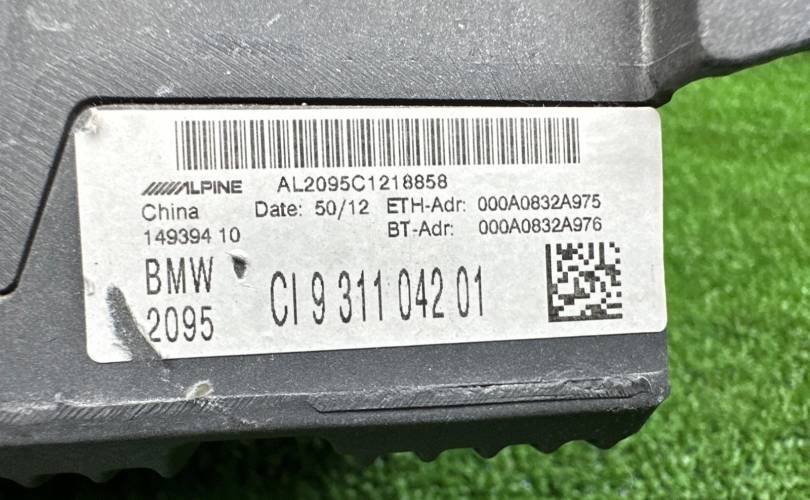 ALPINE AL2095C1218858
China Date: 50/12 ETH-Adr: 000A0832A975
149394 10 BT-Adr: 000A0832A976
BMW CI 9 311 042 01
2095